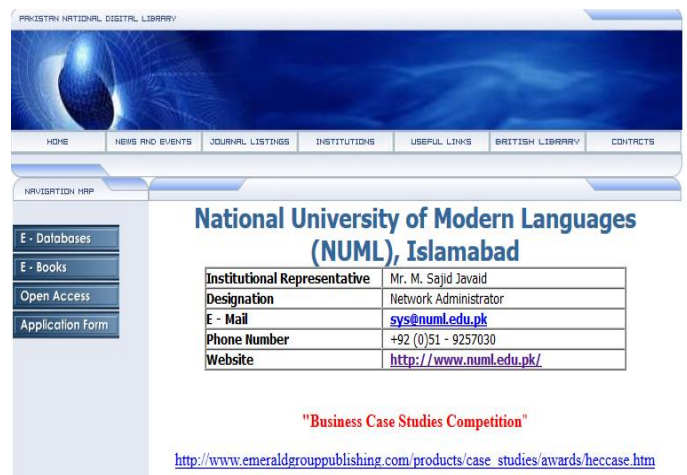 PAKISTAN NATIONAL DIGITAL LIBRARY
HOME NEWS AND EVENTS JOURNAL LISTINGS INSTITUTIONS USEFUL LINKS BRITISH LIBRARY CONTACTS
NAVIGATION MAP
E - Databases
E - Books
Open Access
Application Form
National University of Modern Languages
(NUML), Islamabad
Institutional Representative Mr. M. Sajid Javaid
Designation Network Administrator
E - Mail sys@numl.edu.pk
Phone Number +92 (0)51 - 9257030
Website http://www.numl.edu.pk/
"Business Case Studies Competition"
http://www.emeraldgrouppublishing.com/products/case_studies/awards/heccase.htm